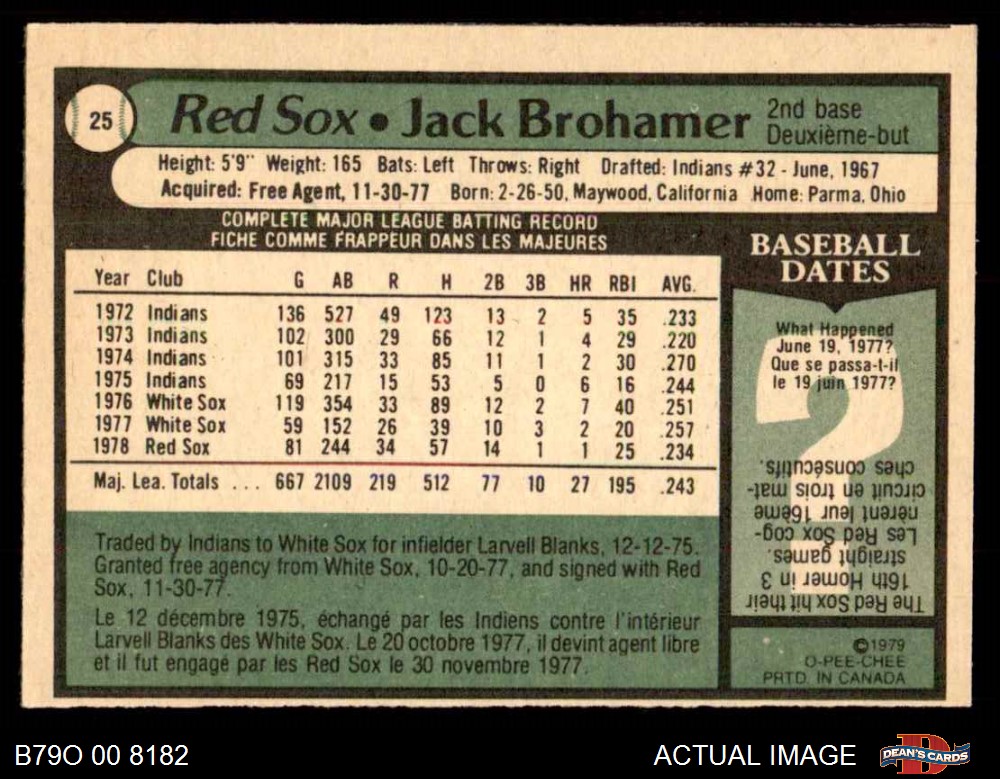 25
Red Sox • Jack Brohamer
2nd base
Deuxième-but
Height: 5'9" Weight: 165 Bats: Left Throws: Right Drafted: Indians #32 - June, 1967
Acquired: Free Agent, 11-30-77 Born: 2-26-50, Maywood, California Home: Parma, Ohio
COMPLETE MAJOR LEAGUE BATTING RECORD
FICHE COMME FRAPPEUR DANS LES MAJEURES
Year Club G AB R H 2B 3B HR RBI AVG.
1972 Indians 136 527 49 123 13 2 5 35 .233
1973 Indians 102 300 29 66 12 1 4 29 .220
1974 Indians 101 315 33 85 11 1 2 30 .270
1975 Indians 69 217 15 53 5 0 6 16 .244
1976 White Sox 119 354 33 89 12 2 7 40 .251
1977 White Sox 59 152 26 39 10 3 2 20 .257
1978 Red Sox 81 244 34 57 14 1 1 25 .234
Maj. Lea. Totals ... 667 2109 219 512 77 10 27 195 .243
Traded by Indians to White Sox for infielder Larvell Blanks, 12-12-75.
Granted free agency from White Sox, 10-20-77, and signed with Red
Sox, 11-30-77.
Le 12 décembre 1975, échangé par les Indiens contre l'intérieur
Larvell Blanks des White Sox. Le 20 octobre 1977, il devint agent libre
et il fut engagé par les Red Sox le 30 novembre 1977.
BASEBALL
DATES
What Happened
June 19, 1977?
Que se passa-t-il
le 19 juin 1977?
The Red Sox hit their
16th Homer in 3
straight games.
Les Red Sox cog-
nèrent leur 16ème
circuit en trois mat-
ches consécutifs.
©1979
O-PEE-CHEE
PRTD. IN CANADA
B79O 00 8182
ACTUAL IMAGE
DEAN'S CARDS